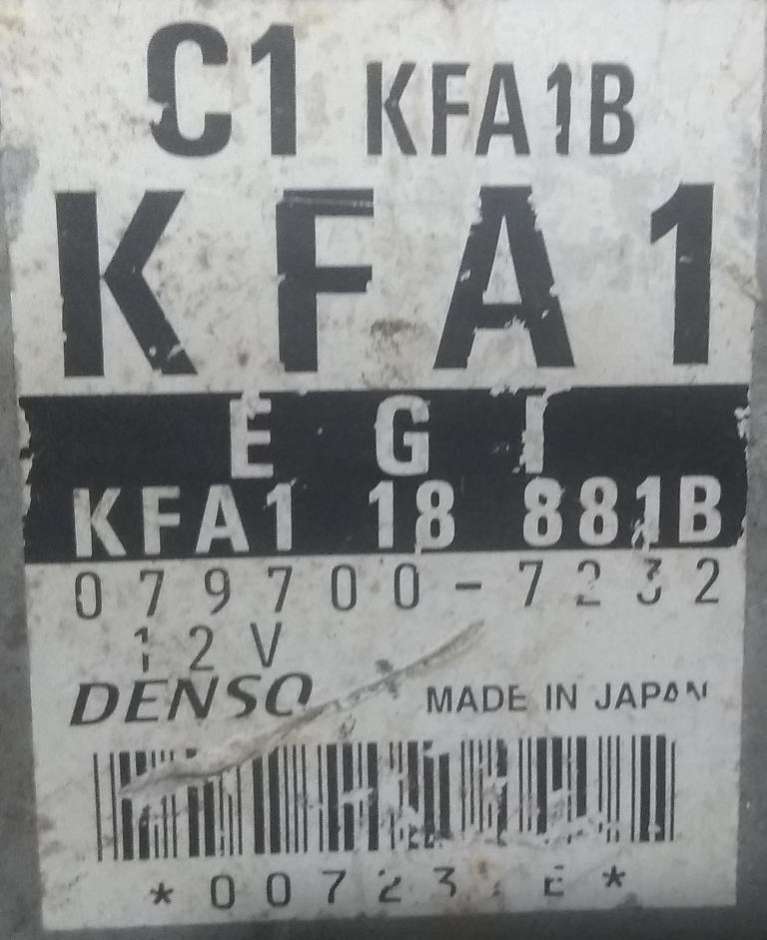 C1 KFA1B
KFA1
EGI
KFA1 18 881B
079700-7232
12V
DENSO MADE IN JAPAN